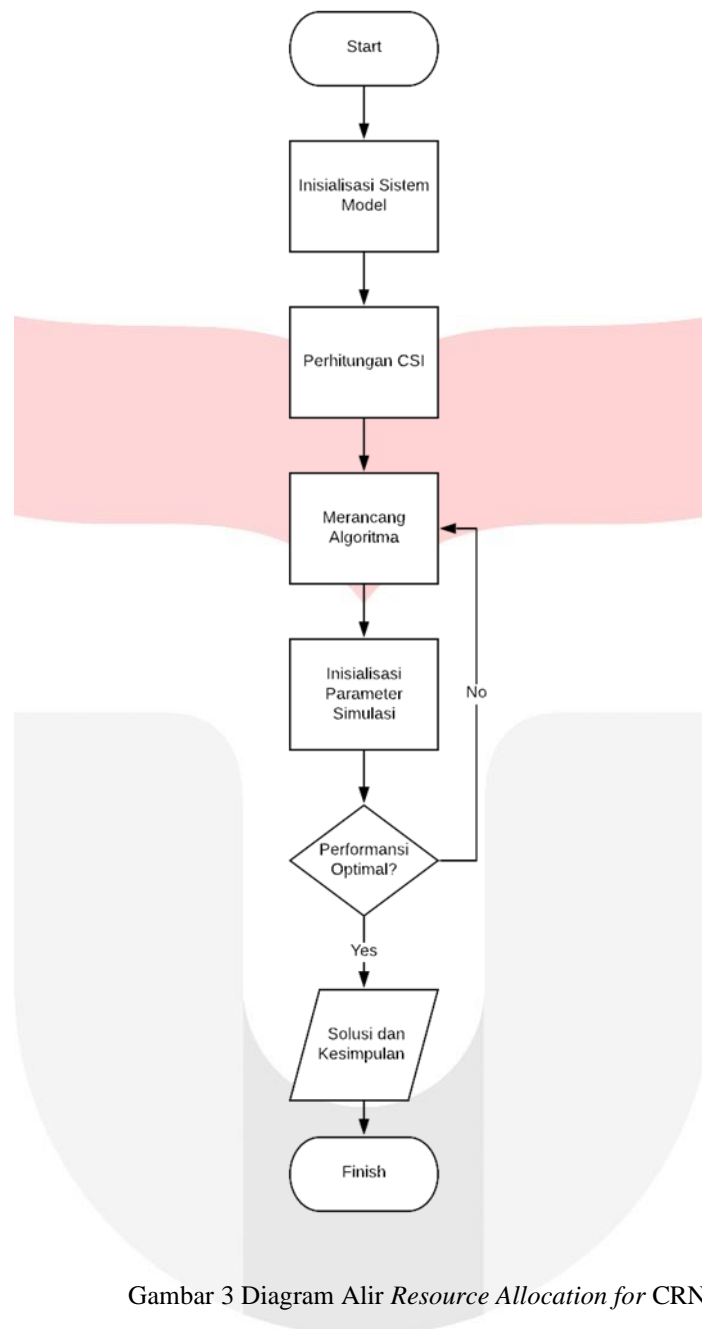 Start
Inisialisasi Sistem
Model
Perhitungan CSI
Merancang
Algoritma
Inisialisasi
Parameter
Simulasi
No
Performansi
Optimal?
Yes
Solusi dan
Kesimpulan
Finish
Gambar 3 Diagram Alir Resource Allocation for CRN